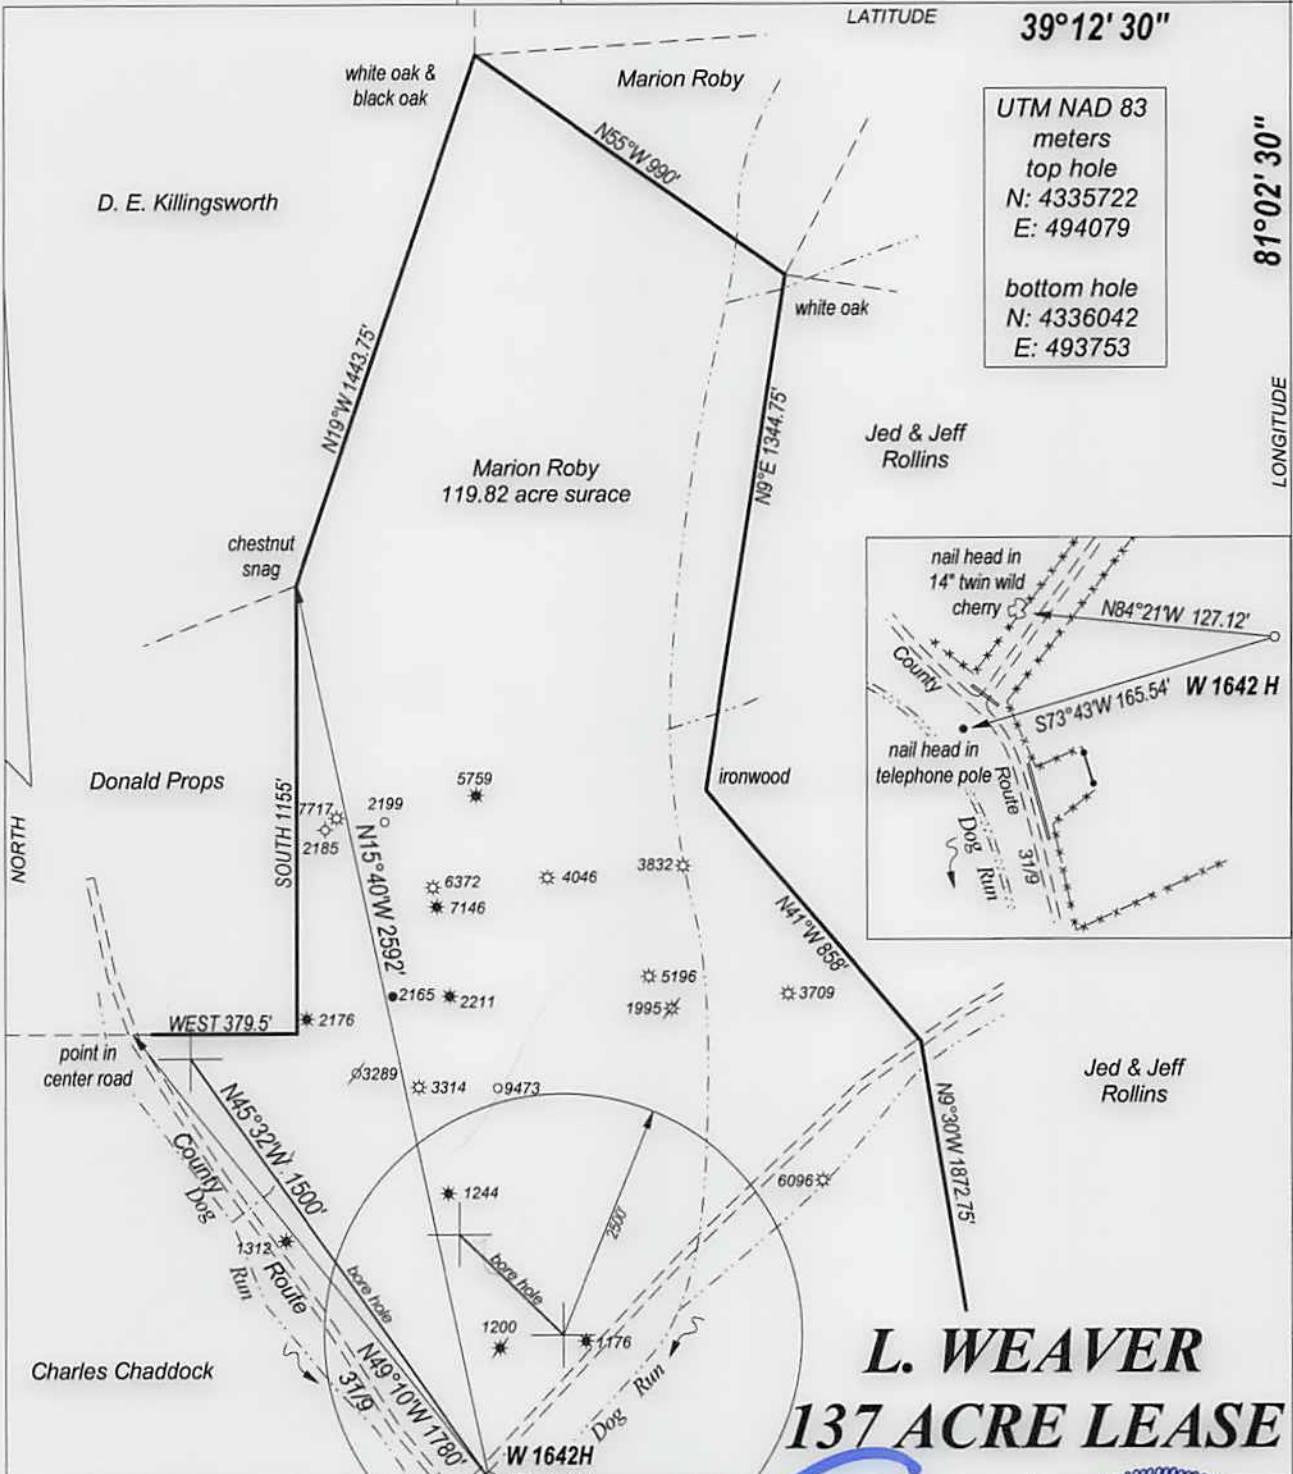 LATITUDE
39°12' 30"
81°02' 30"
LONGITUDE
white oak &
black oak
Marion Roby
N55°W 990'
UTM NAD 83
meters
top hole
N: 4335722
E: 494079
bottom hole
N: 4336042
E: 493753
D. E. Killingsworth
white oak
N19°W 1443.75'
N9°E 1344.75'
Jed & Jeff
Rollins
Marion Roby
119.82 acre surace
chestnut
snag
nail head in
14" twin wild
cherry
N84°21'W 127.12'
W 1642 H
S73°43'W 165.54'
County
Route
31/9
nail head in
telephone pole
Dog
Run
ironwood
Donald Props
NORTH
SOUTH 1155'
N15°40'W 2592'
5759
7717
2199
2185
6372
7146
4046
3832
N41°W 858'
2165
2211
5196
1995
3709
2176
WEST 379.5'
point in
center road
3289
3314
9473
Jed & Jeff
Rollins
N45°32'W 1500'
N9°30'W 1872.75'
County
Dog
6096
1244
2500'
1312
Route
Run
bore hole
bore hole
1200
1176
Charles Chaddock
N49°10'W 1780'
31/9
Dog Run
W 1642H
L. WEAVER
137 ACRE LEASE